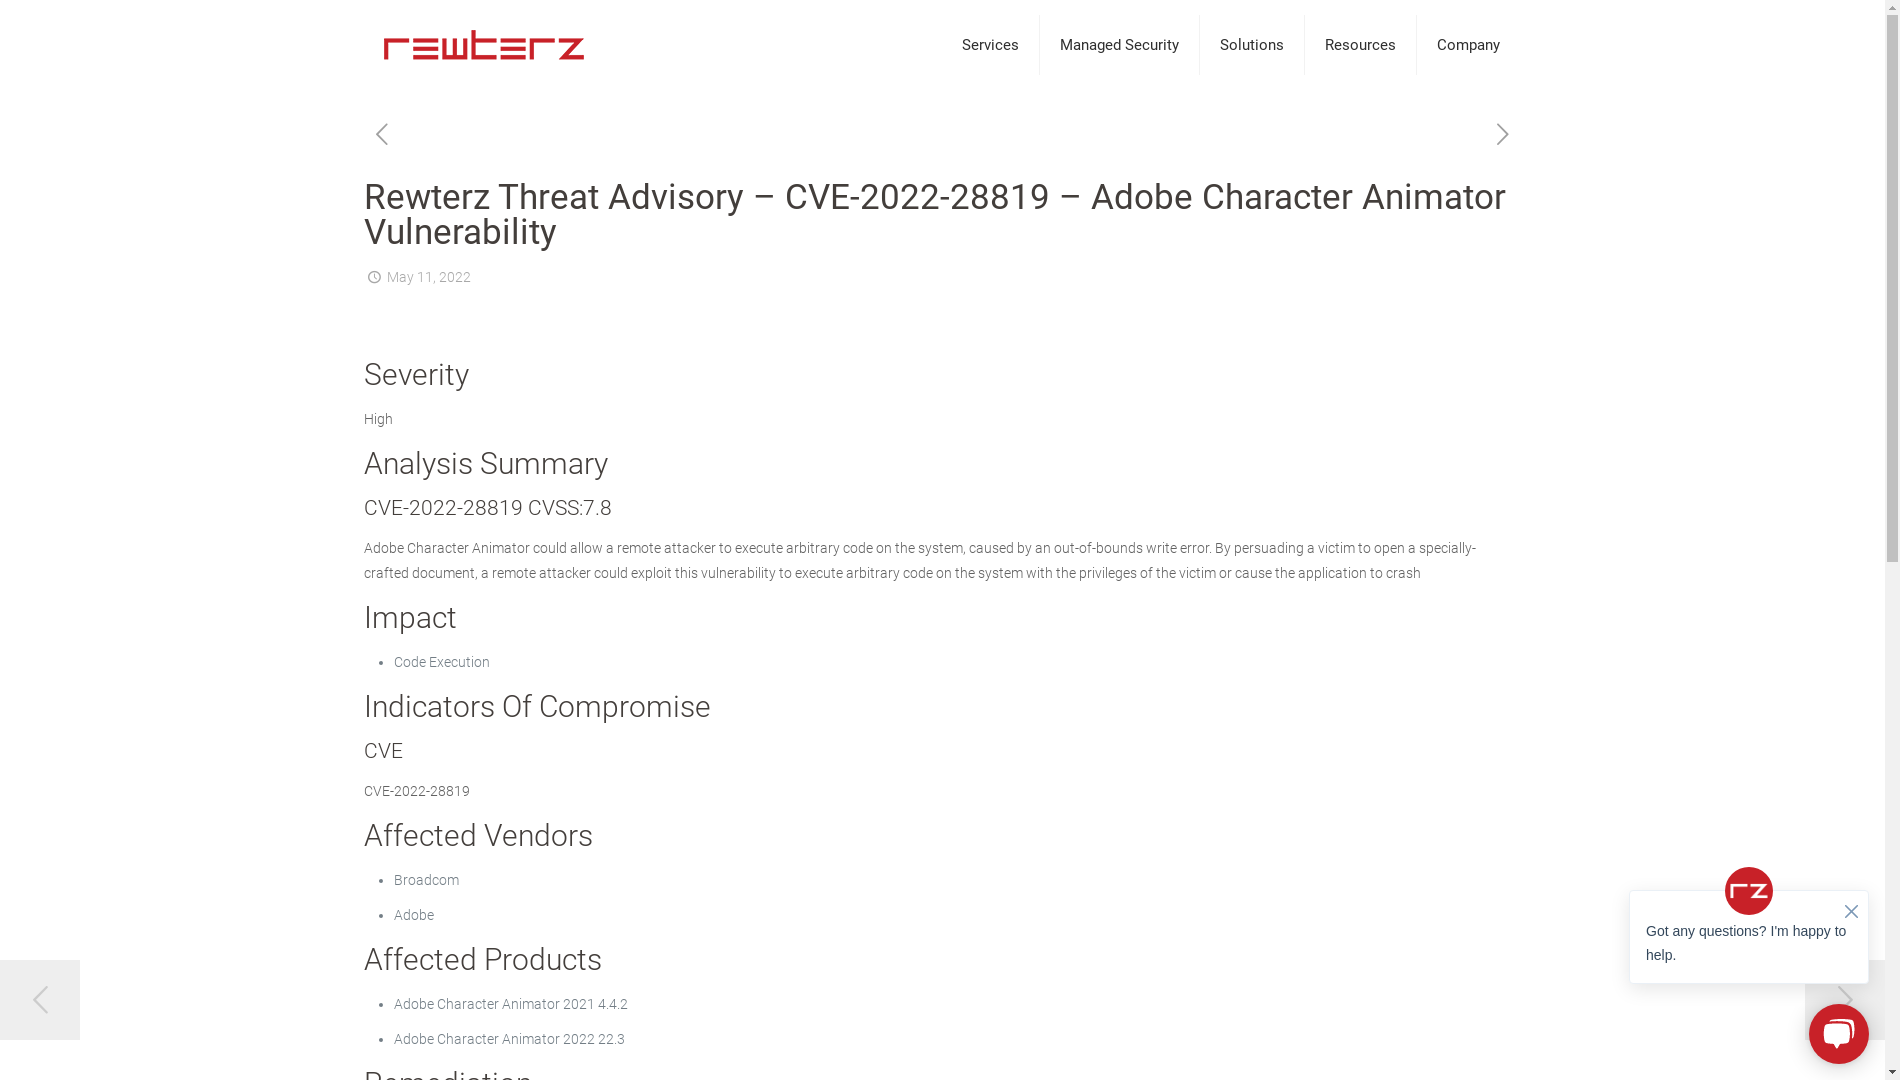 rewterz
Services
Managed Security
Solutions
Resources
Company
Rewterz Threat Advisory – CVE-2022-28819 – Adobe Character Animator
Vulnerability
May 11, 2022
Severity
High
Analysis Summary
CVE-2022-28819 CVSS:7.8
Adobe Character Animator could allow a remote attacker to execute arbitrary code on the system, caused by an out-of-bounds write error. By persuading a victim to open a specially-
crafted document, a remote attacker could exploit this vulnerability to execute arbitrary code on the system with the privileges of the victim or cause the application to crash
Impact
• Code Execution
Indicators Of Compromise
CVE
CVE-2022-28819
Affected Vendors
• Broadcom
• Adobe
Affected Products
• Adobe Character Animator 2021 4.4.2
• Adobe Character Animator 2022 22.3
Remediation
rz
Got any questions? I'm happy to
help.